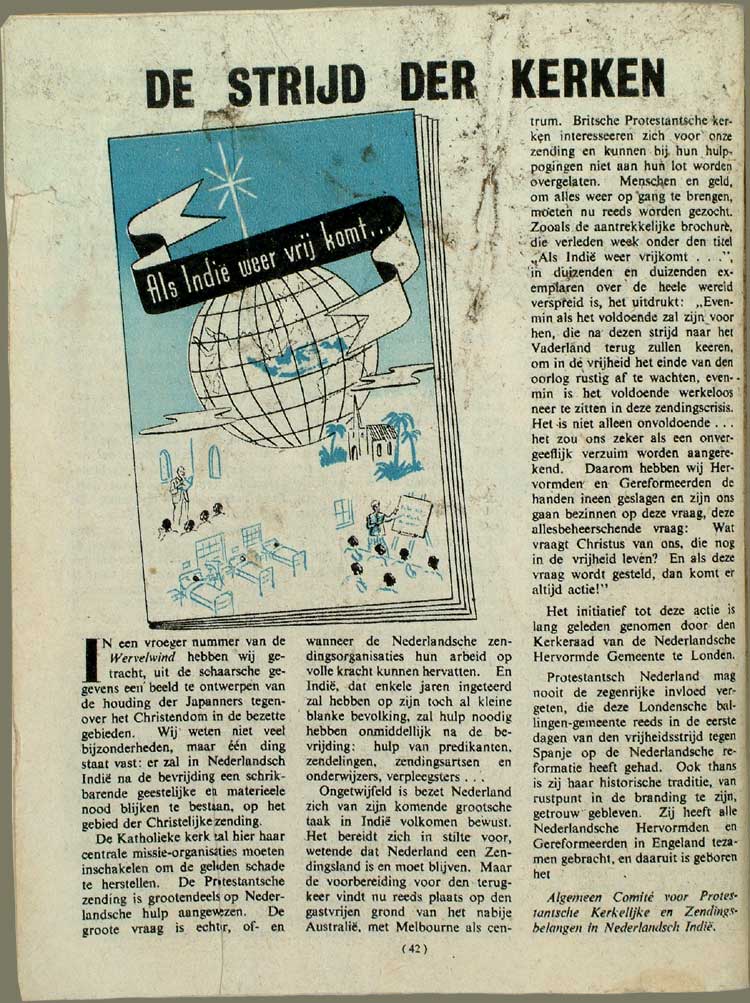 DE STRIJD DER KERKEN
Als Indië weer vrij komt...
IN een vroeger nummer van de
Wervelwind hebben wij ge-
tracht, uit de schaarsche ge-
gevens een beeld te ontwerpen van
de houding der Japanners tegen-
over het Christendom in de bezette
gebieden. Wij weten niet veel
bijzonderheden, maar één ding
staat vast: er zal in Nederlandsch
Indië na de bevrijding een schrik-
barende geestelijke en materieele
nood blijken te bestaan, op het
gebied der Christelijke zending.
De Katholieke kerk zal hier haar
centrale missie-organisaties moeten
inschakelen om de geleden schade
te herstellen. De Protestantsche
zending is grootendeels op Neder-
landsche hulp aangewezen. De
groote vraag is echter, of- en
wanneer de Nederlandsche zen-
dingsorganisaties hun arbeid op
volle kracht kunnen hervatten. En
Indië, dat enkele jaren ingeteerd
zal hebben op zijn toch al kleine
blanke bevolking, zal hulp noodig
hebben onmiddellijk na de be-
vrijding: hulp van predikanten,
zendelingen, zendingsartsen en
onderwijzers, verpleegsters . . .
Ongetwijfeld is bezet Nederland
zich van zijn komende grootsche
taak in Indië volkomen bewust.
Het bereidt zich in stilte voor,
wetende dat Nederland een Zen-
dingsland is en moet blijven. Maar
de voorbereiding voor den terug-
keer vindt nu reeds plaats op den
gastvrijen grond van het nabije
Australië, met Melbourne als cen-
trum. Britsche Protestantsche ker-
ken interesseeren zich voor onze
zending en kunnen bij hun hulp-
pogingen niet aan hun lot worden
overgelaten. Menschen en geld,
om alles weer op gang te brengen,
moeten nu reeds worden gezocht.
Zooals de aantrekkelijke brochure,
die verleden week onder den titel
„Als Indië weer vrijkomt . . .”,
in duizenden en duizenden ex-
emplaren over de heele wereld
verspreid is, het uitdrukt: „Even-
min als het voldoende zal zijn voor
hen, die na dezen strijd naar het
Vaderland terug zullen keeren,
om in de vrijheid het einde van den
oorlog rustig af te wachten, even-
min is het voldoende werkeloos
neer te zitten in deze zendingscrisis.
Het is niet alleen onvoldoende . . .
het zou ons zeker als een onver-
geeflijk verzuim worden aangere-
kend. Daarom hebben wij Her-
vormden en Gereformeerden de
handen ineen geslagen en zijn ons
gaan bezinnen op deze vraag, deze
allesbeheerschende vraag: Wat
vraagt Christus van ons, die nog
in de vrijheid leven? En als deze
vraag wordt gesteld, dan komt er
altijd actie!”
Het initiatief tot deze actie is
lang geleden genomen door den
Kerkeraad van de Nederlandsche
Hervormde Gemeente te Londen.
Protestantsch Nederland mag
nooit de zegenrijke invloed ver-
geten, die deze Londensche bal-
lingen-gemeente reeds in de eerste
dagen van den vrijheidsstrijd tegen
Spanje op de Nederlandsche re-
formatie heeft gehad. Ook thans
is zij haar historische traditie, van
rustpunt in de branding te zijn,
getrouw gebleven. Zij heeft alle
Nederlandsche Hervormden en
Gereformeerden in Engeland teza-
men gebracht, en daaruit is geboren
het
Algemeen Comité voor Protes-
tantsche Kerkelijke en Zendings-
belangen in Nederlandsch Indië.
(42)